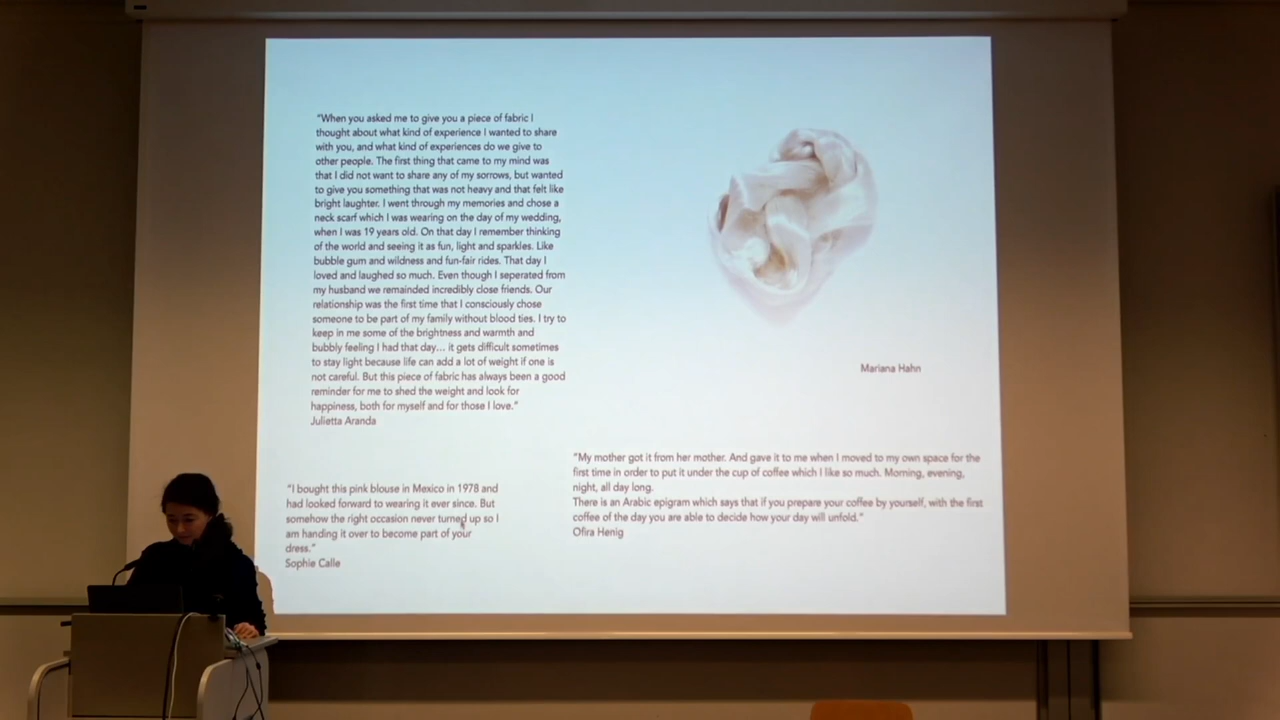 "When you asked me to give you a piece of fabric I
thought about what kind of experience I wanted to share
with you, and what kind of experiences do we give to
other people. The first thing that came to my mind was
that I did not want to share any of my sorrows, but wanted
to give you something that was not heavy and that felt like
bright laughter. I went through my memories and chose a
neck scarf which I was wearing on the day of my wedding,
when I was 19 years old. On that day I remember thinking
of the world and seeing it as fun, light and sparkles. Like
bubble gum and wildness and fun-fair rides. That day I
loved and laughed so much. Even though I seperated from
my husband we remainded incredibly close friends. Our
relationship was the first time that I consciously chose
someone to be part of my family without blood ties. I try to
keep in me some of the brightness and warmth and
bubbly feeling I had that day... it gets difficult sometimes
to stay light because life can add a lot of weight if one is
not careful. But this piece of fabric has always been a good
reminder for me to shed the weight and look for
happiness, both for myself and for those I love."
Julietta Aranda
Mariana Hahn
"I bought this pink blouse in Mexico in 1978 and
had looked forward to wearing it ever since. But
somehow the right occasion never turned up so I
am handing it over to become part of your
dress."
Sophie Calle
"My mother got it from her mother. And gave it to me when I moved to my own space for the
first time in order to put it under the cup of coffee which I like so much. Morning, evening,
night, all day long.
There is an Arabic epigram which says that if you prepare your coffee by yourself, with the first
coffee of the day you are able to decide how your day will unfold."
Ofira Henig